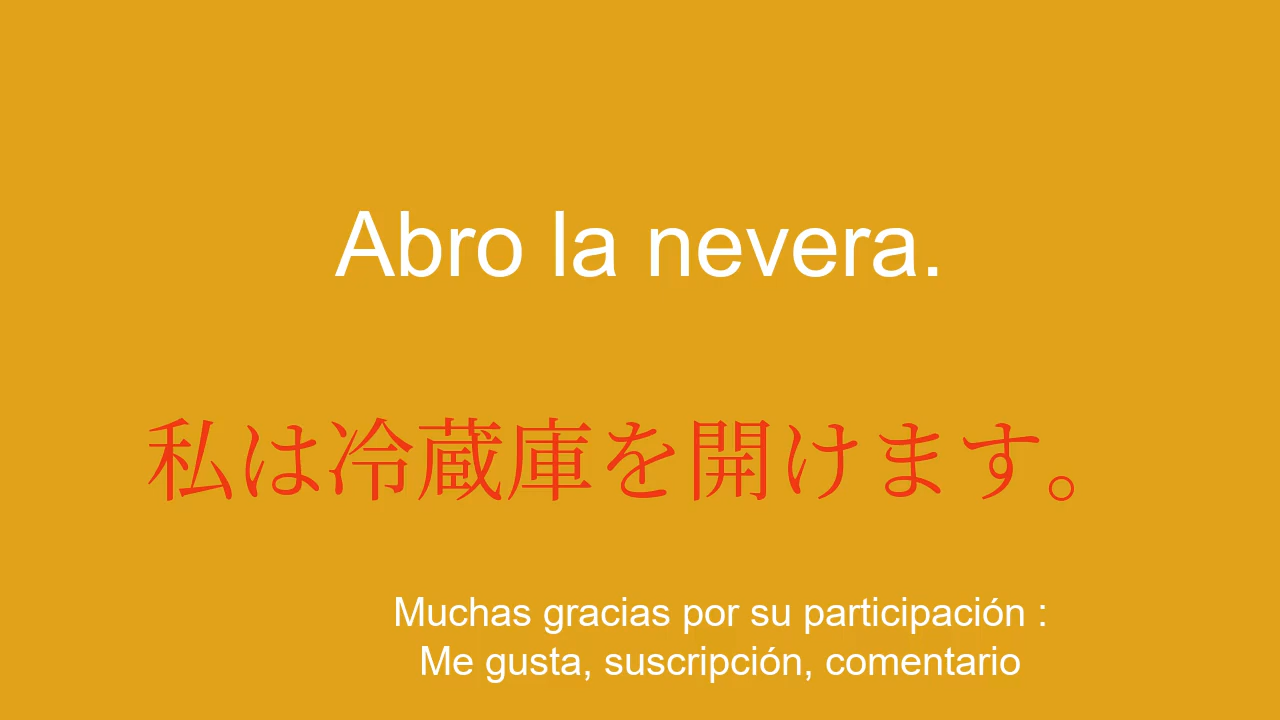 Abro la nevera.
私は冷蔵庫を開けます。
Muchas gracias por su participación :
Me gusta, suscripción, comentario